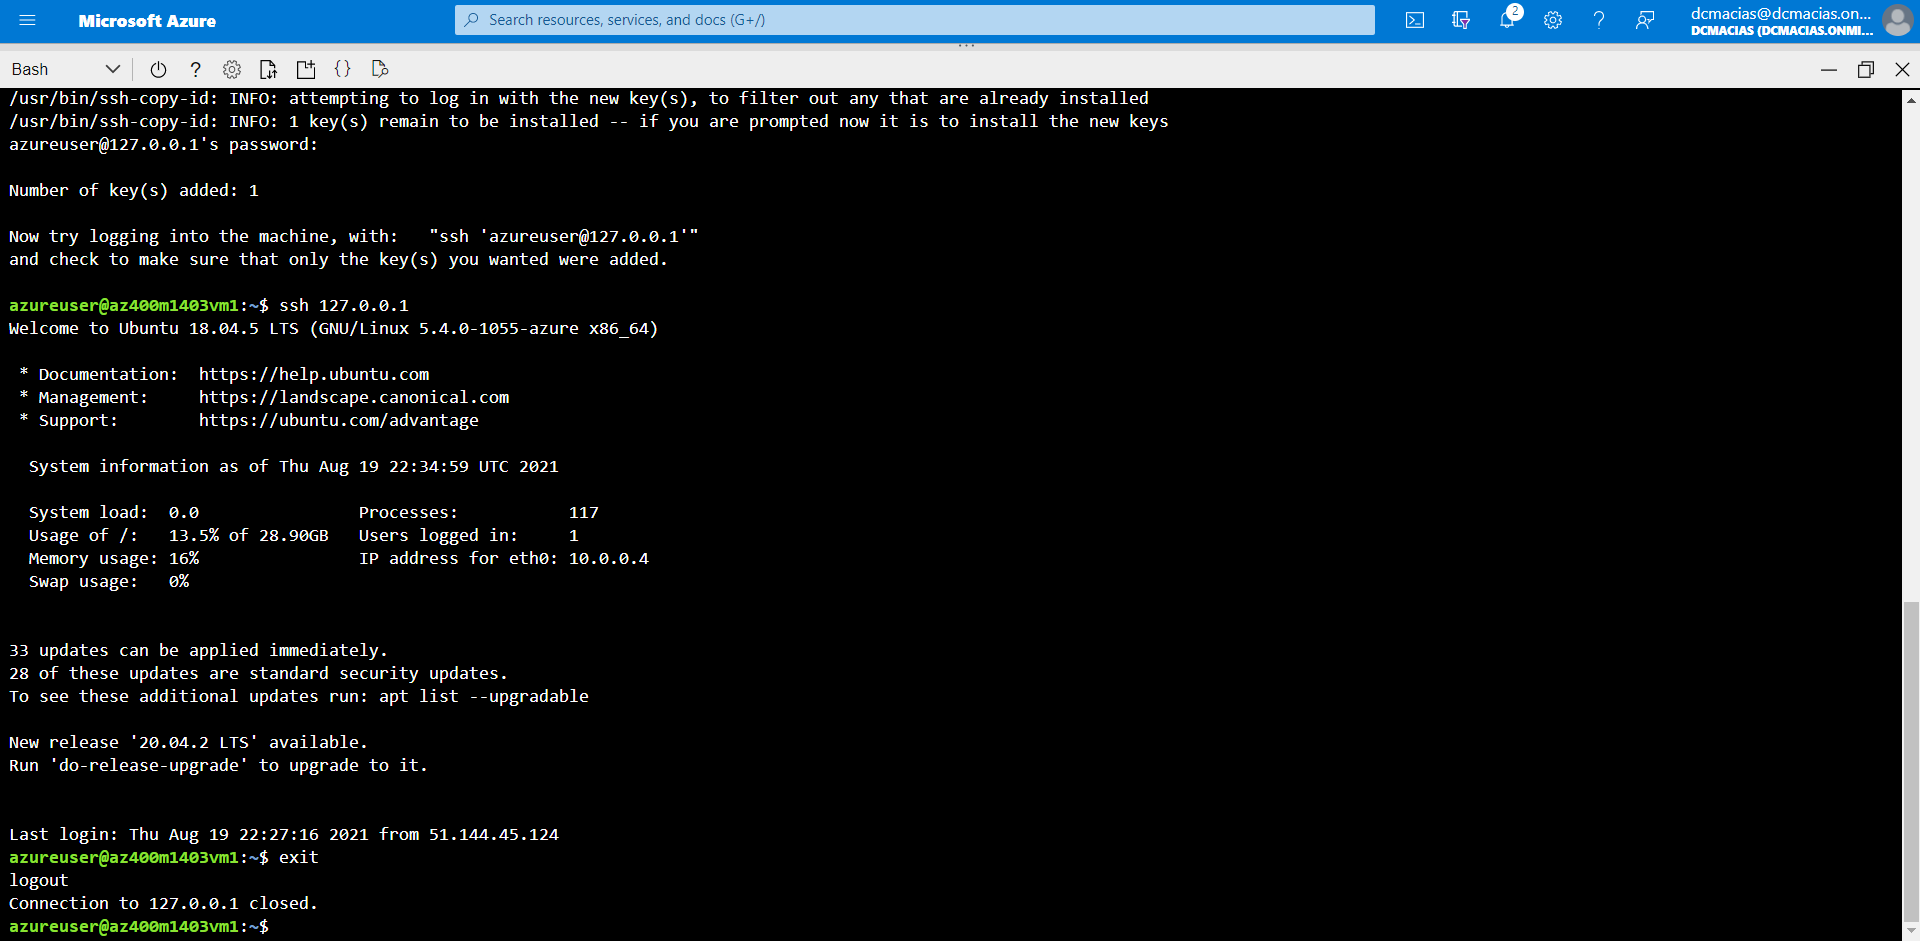 Microsoft Azure
Search resources, services, and docs (G+/)
2
dcmacias@dcmacias.on...
DCMACIAS (DCMACIAS.ONMI...
Bash
/usr/bin/ssh-copy-id: INFO: attempting to log in with the new key(s), to filter out any that are already installed
/usr/bin/ssh-copy-id: INFO: 1 key(s) remain to be installed -- if you are prompted now it is to install the new keys
azureuser@127.0.0.1's password:
Number of key(s) added: 1
Now try logging into the machine, with:   "ssh 'azureuser@127.0.0.1'"
and check to make sure that only the key(s) you wanted were added.
azureuser@az400m1403vm1:~$ ssh 127.0.0.1
Welcome to Ubuntu 18.04.5 LTS (GNU/Linux 5.4.0-1055-azure x86_64)
 * Documentation:  https://help.ubuntu.com
 * Management:     https://landscape.canonical.com
 * Support:        https://ubuntu.com/advantage
  System information as of Thu Aug 19 22:34:59 UTC 2021
  System load:  0.0                Processes:           117
  Usage of /:   13.5% of 28.90GB   Users logged in:     1
  Memory usage: 16%                IP address for eth0: 10.0.0.4
  Swap usage:   0%
33 updates can be applied immediately.
28 of these updates are standard security updates.
To see these additional updates run: apt list --upgradable
New release '20.04.2 LTS' available.
Run 'do-release-upgrade' to upgrade to it.
Last login: Thu Aug 19 22:27:16 2021 from 51.144.45.124
azureuser@az400m1403vm1:~$ exit
logout
Connection to 127.0.0.1 closed.
azureuser@az400m1403vm1:~$